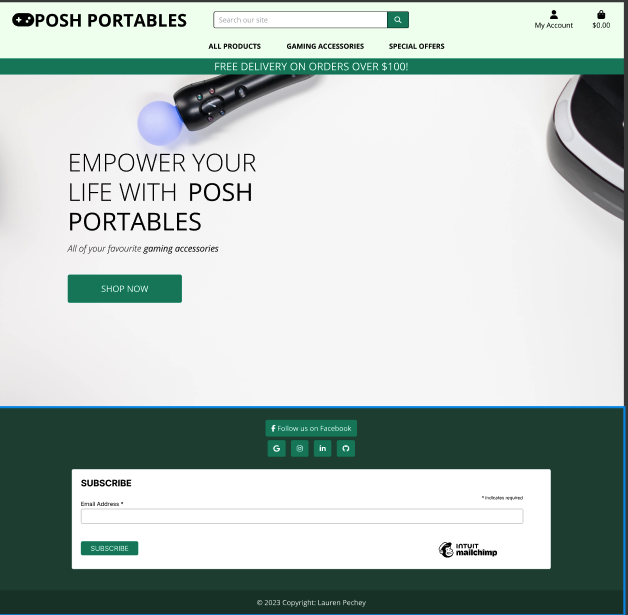 POSH PORTABLES
Search our site
My Account
$0.00
ALL PRODUCTS GAMING ACCESSORIES SPECIAL OFFERS
FREE DELIVERY ON ORDERS OVER $100!
EMPOWER YOUR
LIFE WITH POSH
PORTABLES
All of your favourite gaming accessories
SHOP NOW
Follow us on Facebook
SUBSCRIBE
* indicates required
Email Address *
SUBSCRIBE
INTUIT
mailchimp
© 2023 Copyright: Lauren Pechey